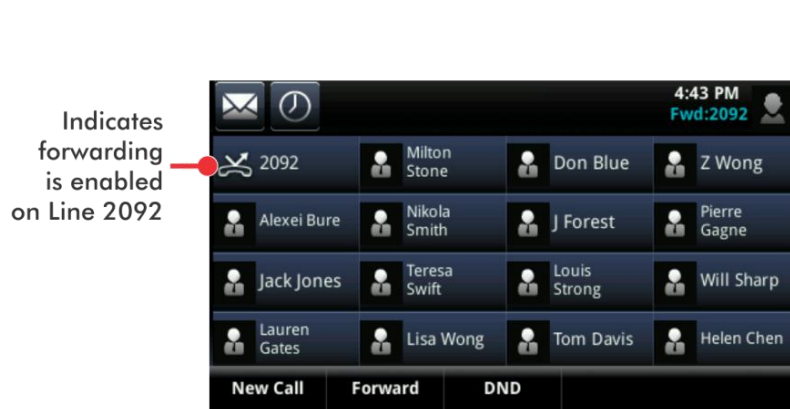 Indicates
forwarding
is enabled
on Line 2092
4:43 PM
Fwd:2092
2092
Milton
Stone
Don Blue
Z Wong
Alexei Bure
Nikola
Smith
J Forest
Pierre
Gagne
Jack Jones
Teresa
Swift
Louis
Strong
Will Sharp
Lauren
Gates
Lisa Wong
Tom Davis
Helen Chen
New Call
Forward
DND